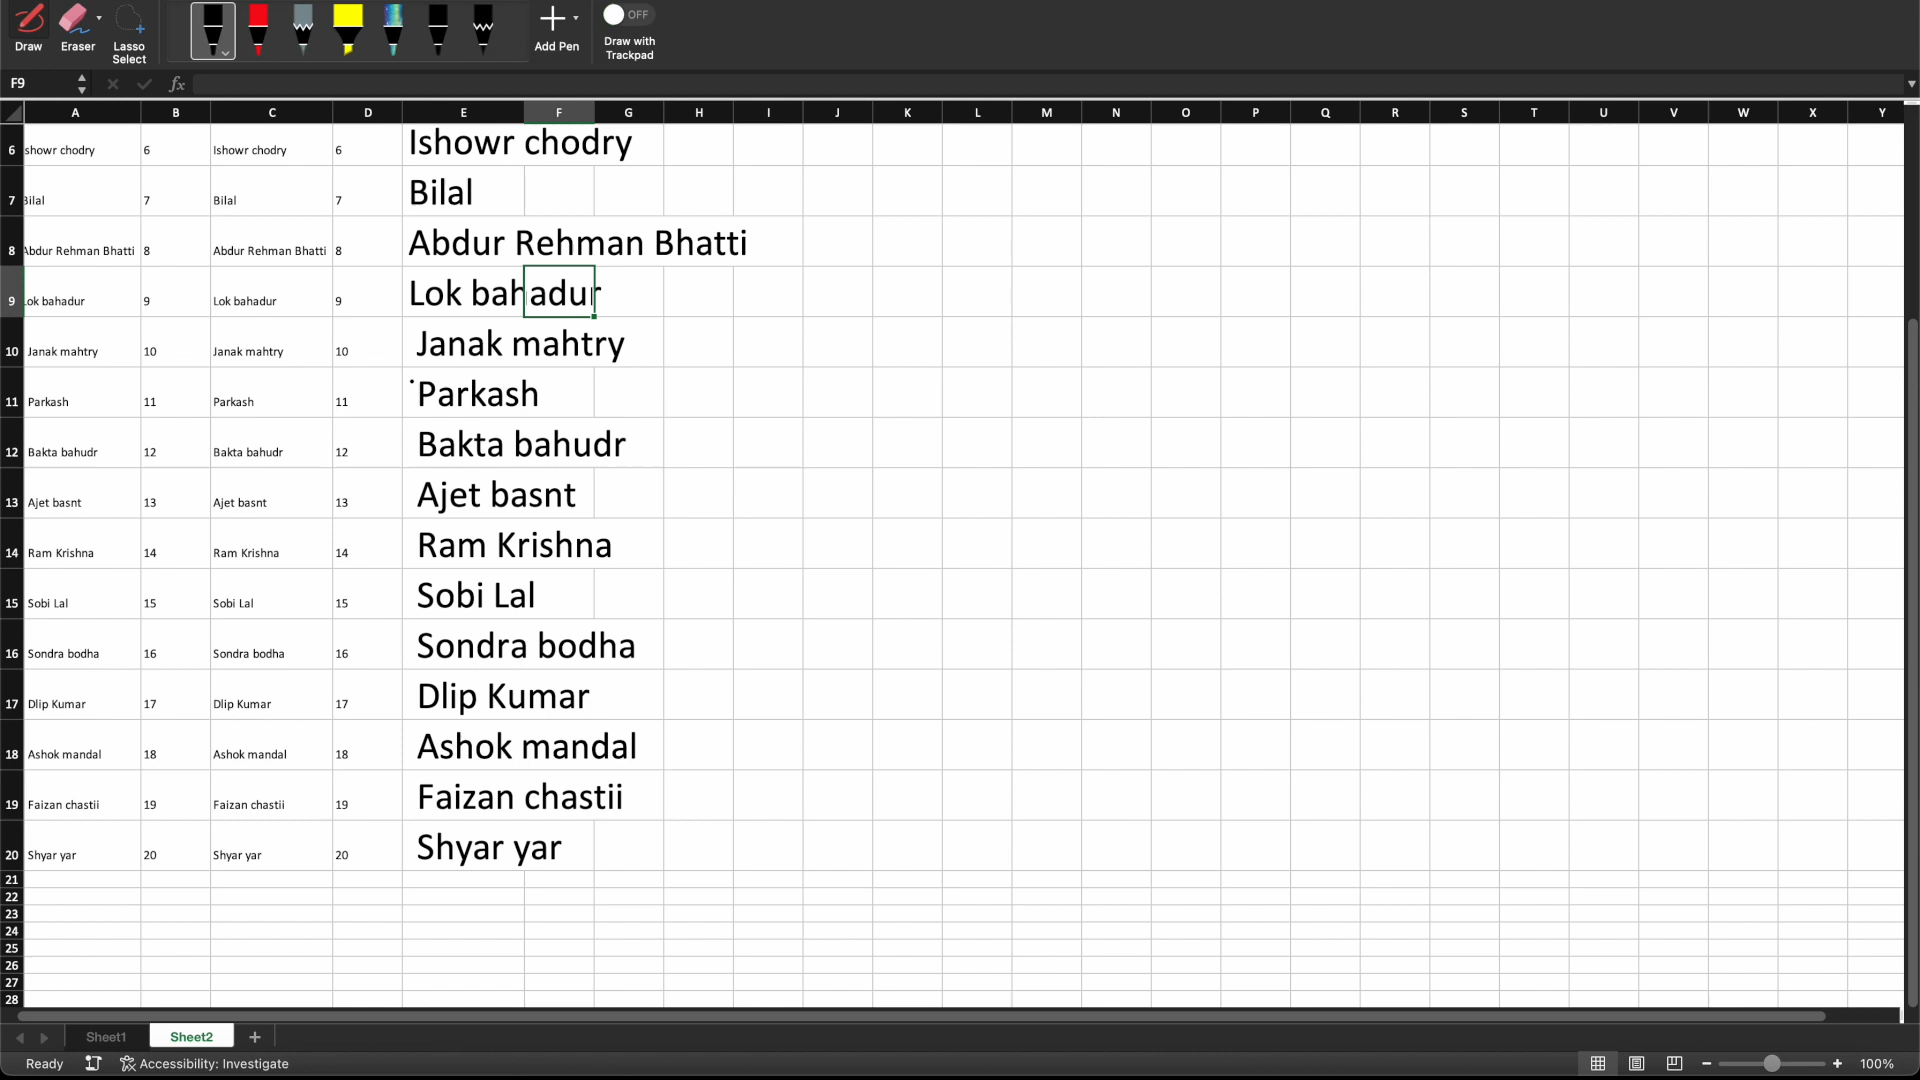 Draw Eraser Lasso Select Add Pen OFF Draw with Trackpad
F9 fx
A B C D E F G H I J K L M N O P Q R S T U V W X Y
6 showr chodry 6 Ishowr chodry 6 Ishowr chodry
7 Bilal 7 Bilal 7 Bilal
8 Abdur Rehman Bhatti 8 Abdur Rehman Bhatti 8 Abdur Rehman Bhatti
9 ok bahadur 9 Lok bahadur 9 Lok bahadur
10 Janak mahtry 10 Janak mahtry 10 Janak mahtry
11 Parkash 11 Parkash 11 Parkash
12 Bakta bahudr 12 Bakta bahudr 12 Bakta bahudr
13 Ajet basnt 13 Ajet basnt 13 Ajet basnt
14 Ram Krishna 14 Ram Krishna 14 Ram Krishna
15 Sobi Lal 15 Sobi Lal 15 Sobi Lal
16 Sondra bodha 16 Sondra bodha 16 Sondra bodha
17 Dlip Kumar 17 Dlip Kumar 17 Dlip Kumar
18 Ashok mandal 18 Ashok mandal 18 Ashok mandal
19 Faizan chastii 19 Faizan chastii 19 Faizan chastii
20 Shyar yar 20 Shyar yar 20 Shyar yar
21
22
23
24
25
26
27
28
Sheet1 Sheet2
Ready Accessibility: Investigate 100%